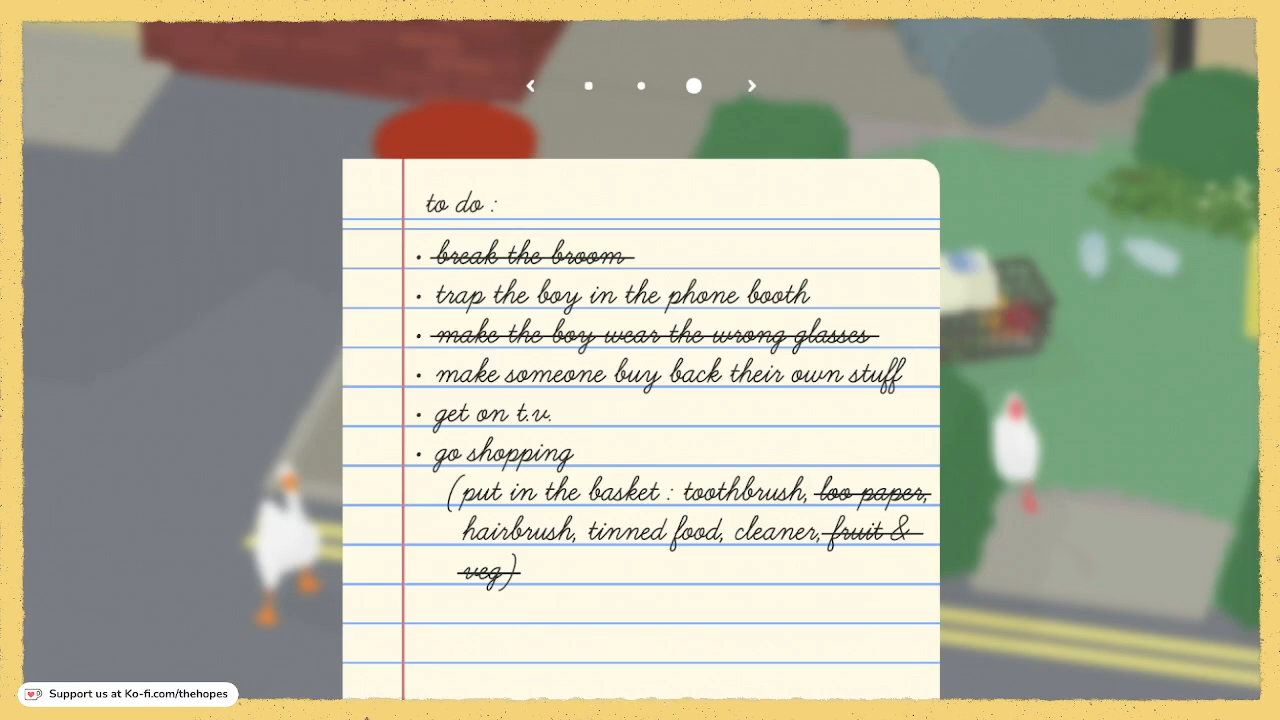 to do :
• break the broom
• trap the boy in the phone booth
• make the boy wear the wrong glasses
• make someone buy back their own stuff
• get on t.v.
• go shopping
(put in the basket : toothbrush, loo paper,
hairbrush, tinned food, cleaner, fruit &
veg)
Support us at Ko-fi.com/thehopes